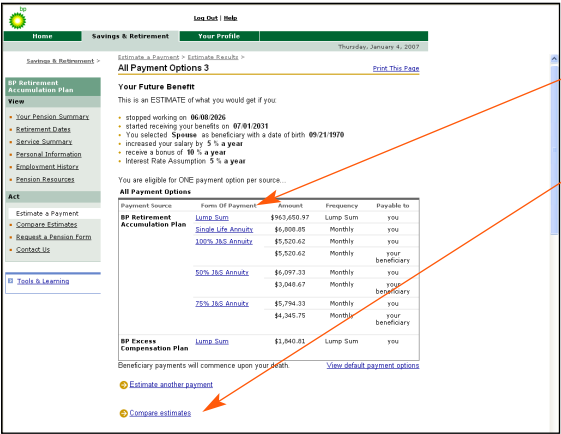 bp
Log Out | Help
Home Savings & Retirement Your Profile
Thursday, January 4, 2007
Savings & Retirement >
Estimate a Payment > Estimate Results >
All Payment Options 3 Print This Page
BP Retirement
Accumulation Plan
View
Your Pension Summary
Retirement Dates
Service Summary
Personal Information
Employment History
Pension Resources
Act
Estimate a Payment
Compare Estimates
Request a Pension Form
Contact Us
Tools & Learning
Your Future Benefit
This is an ESTIMATE of what you would get if you:
stopped working on 06/08/2026
started receiving your benefits on 07/01/2031
You selected Spouse as beneficiary with a date of birth 09/21/1970
increased your salary by 5 % a year
receive a bonus of 10 % a year
Interest Rate Assumption 5 % a year
You are eligible for ONE payment option per source...
All Payment Options
Payment Source Form Of Payment Amount Frequency Payable to
BP Retirement Lump Sum $963,650.97 Lump Sum you
Accumulation Plan
Single Life Annuity $6,808.85 Monthly you
100% J&S Annuity $5,520.62 Monthly you
$5,520.62 Monthly your
beneficiary
50% J&S Annuity $6,097.33 Monthly you
$3,048.67 Monthly your
beneficiary
75% J&S Annuity $5,794.33 Monthly you
$4,345.75 Monthly your
beneficiary
BP Excess Lump Sum $1,840.81 Lump Sum you
Compensation Plan
Beneficiary payments will commence upon your death. View default payment options
Estimate another payment
Compare estimates